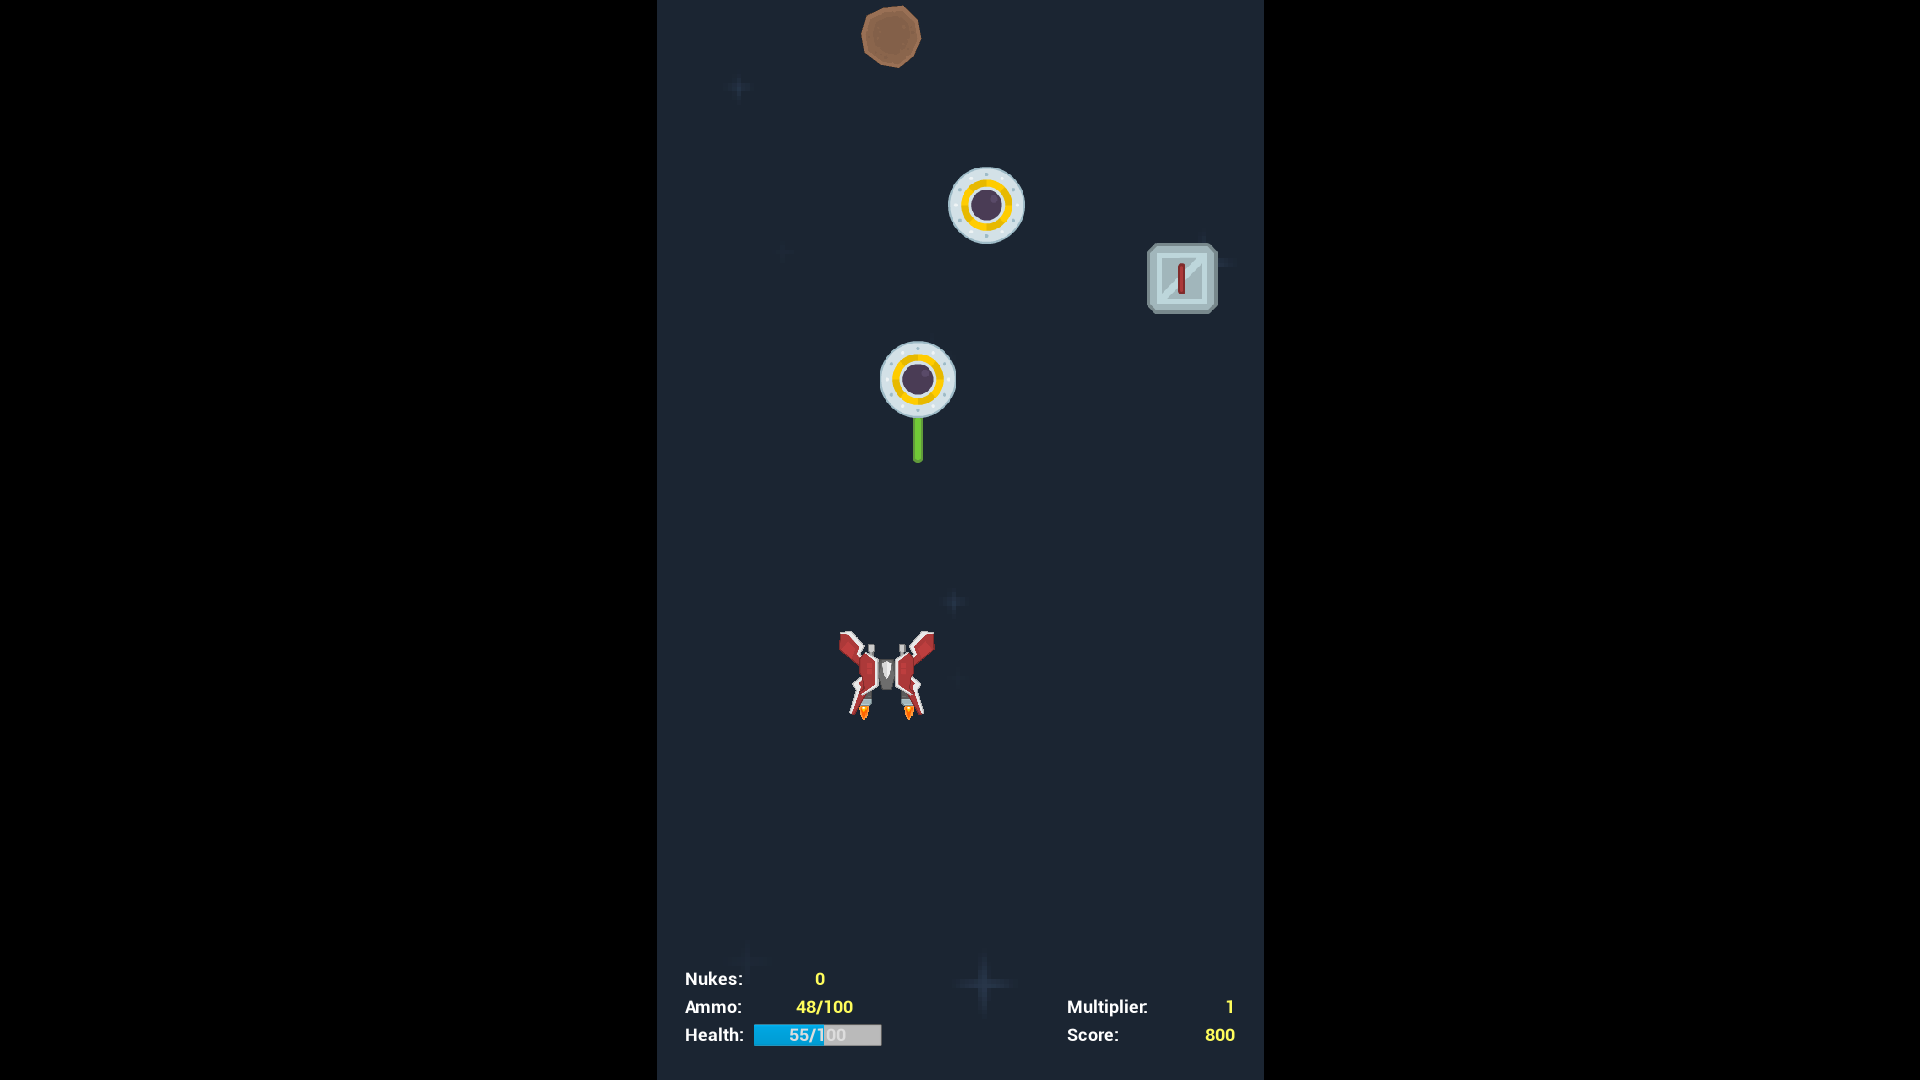 Nukes: 0
Ammo: 48/100
Multiplier: 1
Health: 55/100
Score: 800